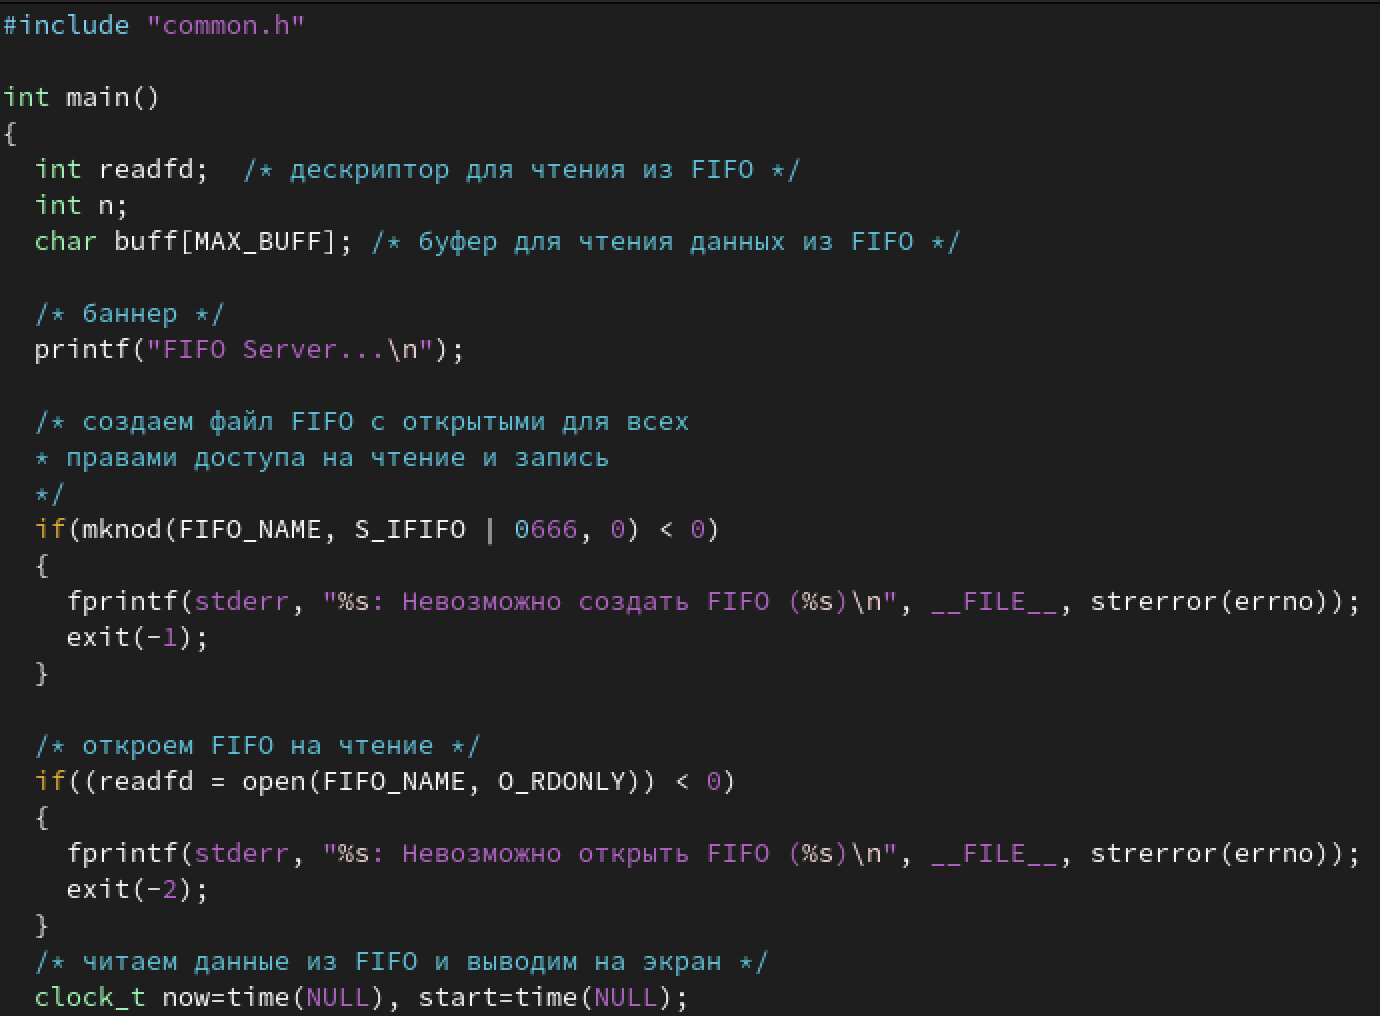 #include "common.h"
int main()
{
int readfd;  /* дескриптор для чтения из FIFO */
int n;
char buff[MAX_BUFF]; /* буфер для чтения данных из FIFO */
/* баннер */
printf("FIFO Server...\n");
/* создаем файл FIFO с открытыми для всех
* правами доступа на чтение и запись
*/
if(mknod(FIFO_NAME, S_IFIFO | 0666, 0) < 0)
{
fprintf(stderr, "%s: Невозможно создать FIFO (%s)\n", __FILE__, strerror(errno));
exit(-1);
}
/* откроем FIFO на чтение */
if((readfd = open(FIFO_NAME, O_RDONLY)) < 0)
{
fprintf(stderr, "%s: Невозможно открыть FIFO (%s)\n", __FILE__, strerror(errno));
exit(-2);
}
/* читаем данные из FIFO и выводим на экран */
clock_t now=time(NULL), start=time(NULL);